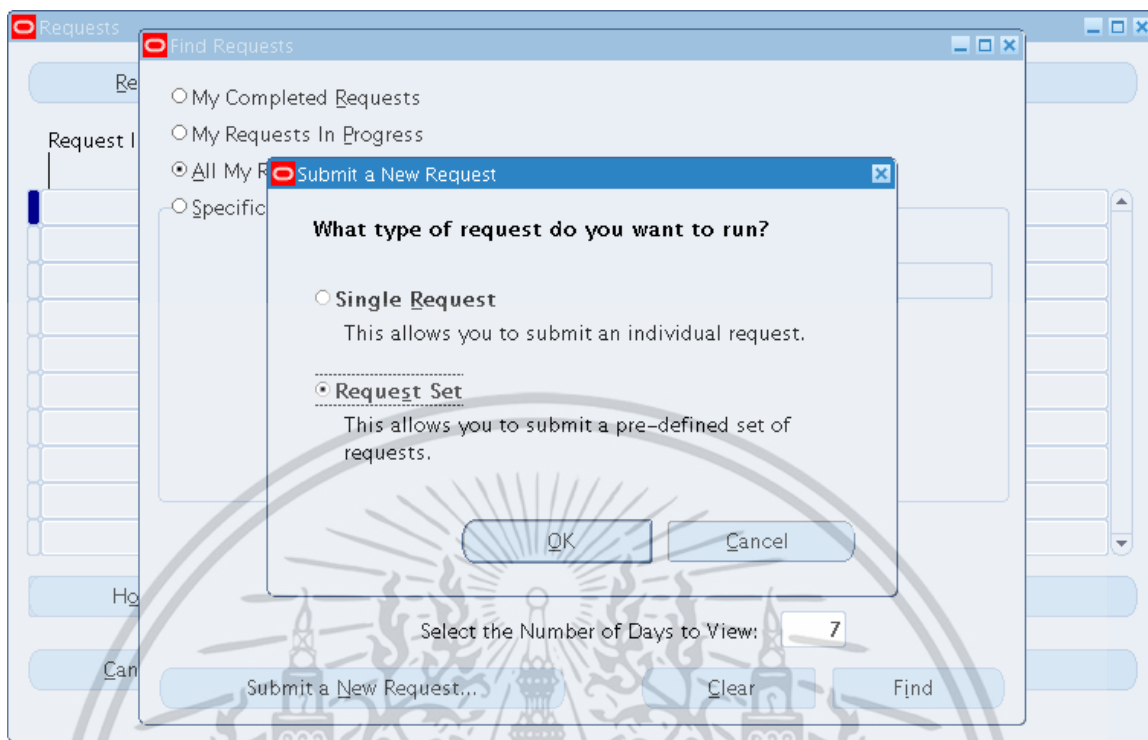 Requests
Find Requests
Re
My Completed Requests
My Requests In Progress
Request I
All My R
Submit a New Request
Specific
What type of request do you want to run?
Single Request
This allows you to submit an individual request.
Request Set
This allows you to submit a pre-defined set of
requests.
OK
Cancel
Ho
Select the Number of Days to View:
7
Can
Submit a New Request...
Clear
Find